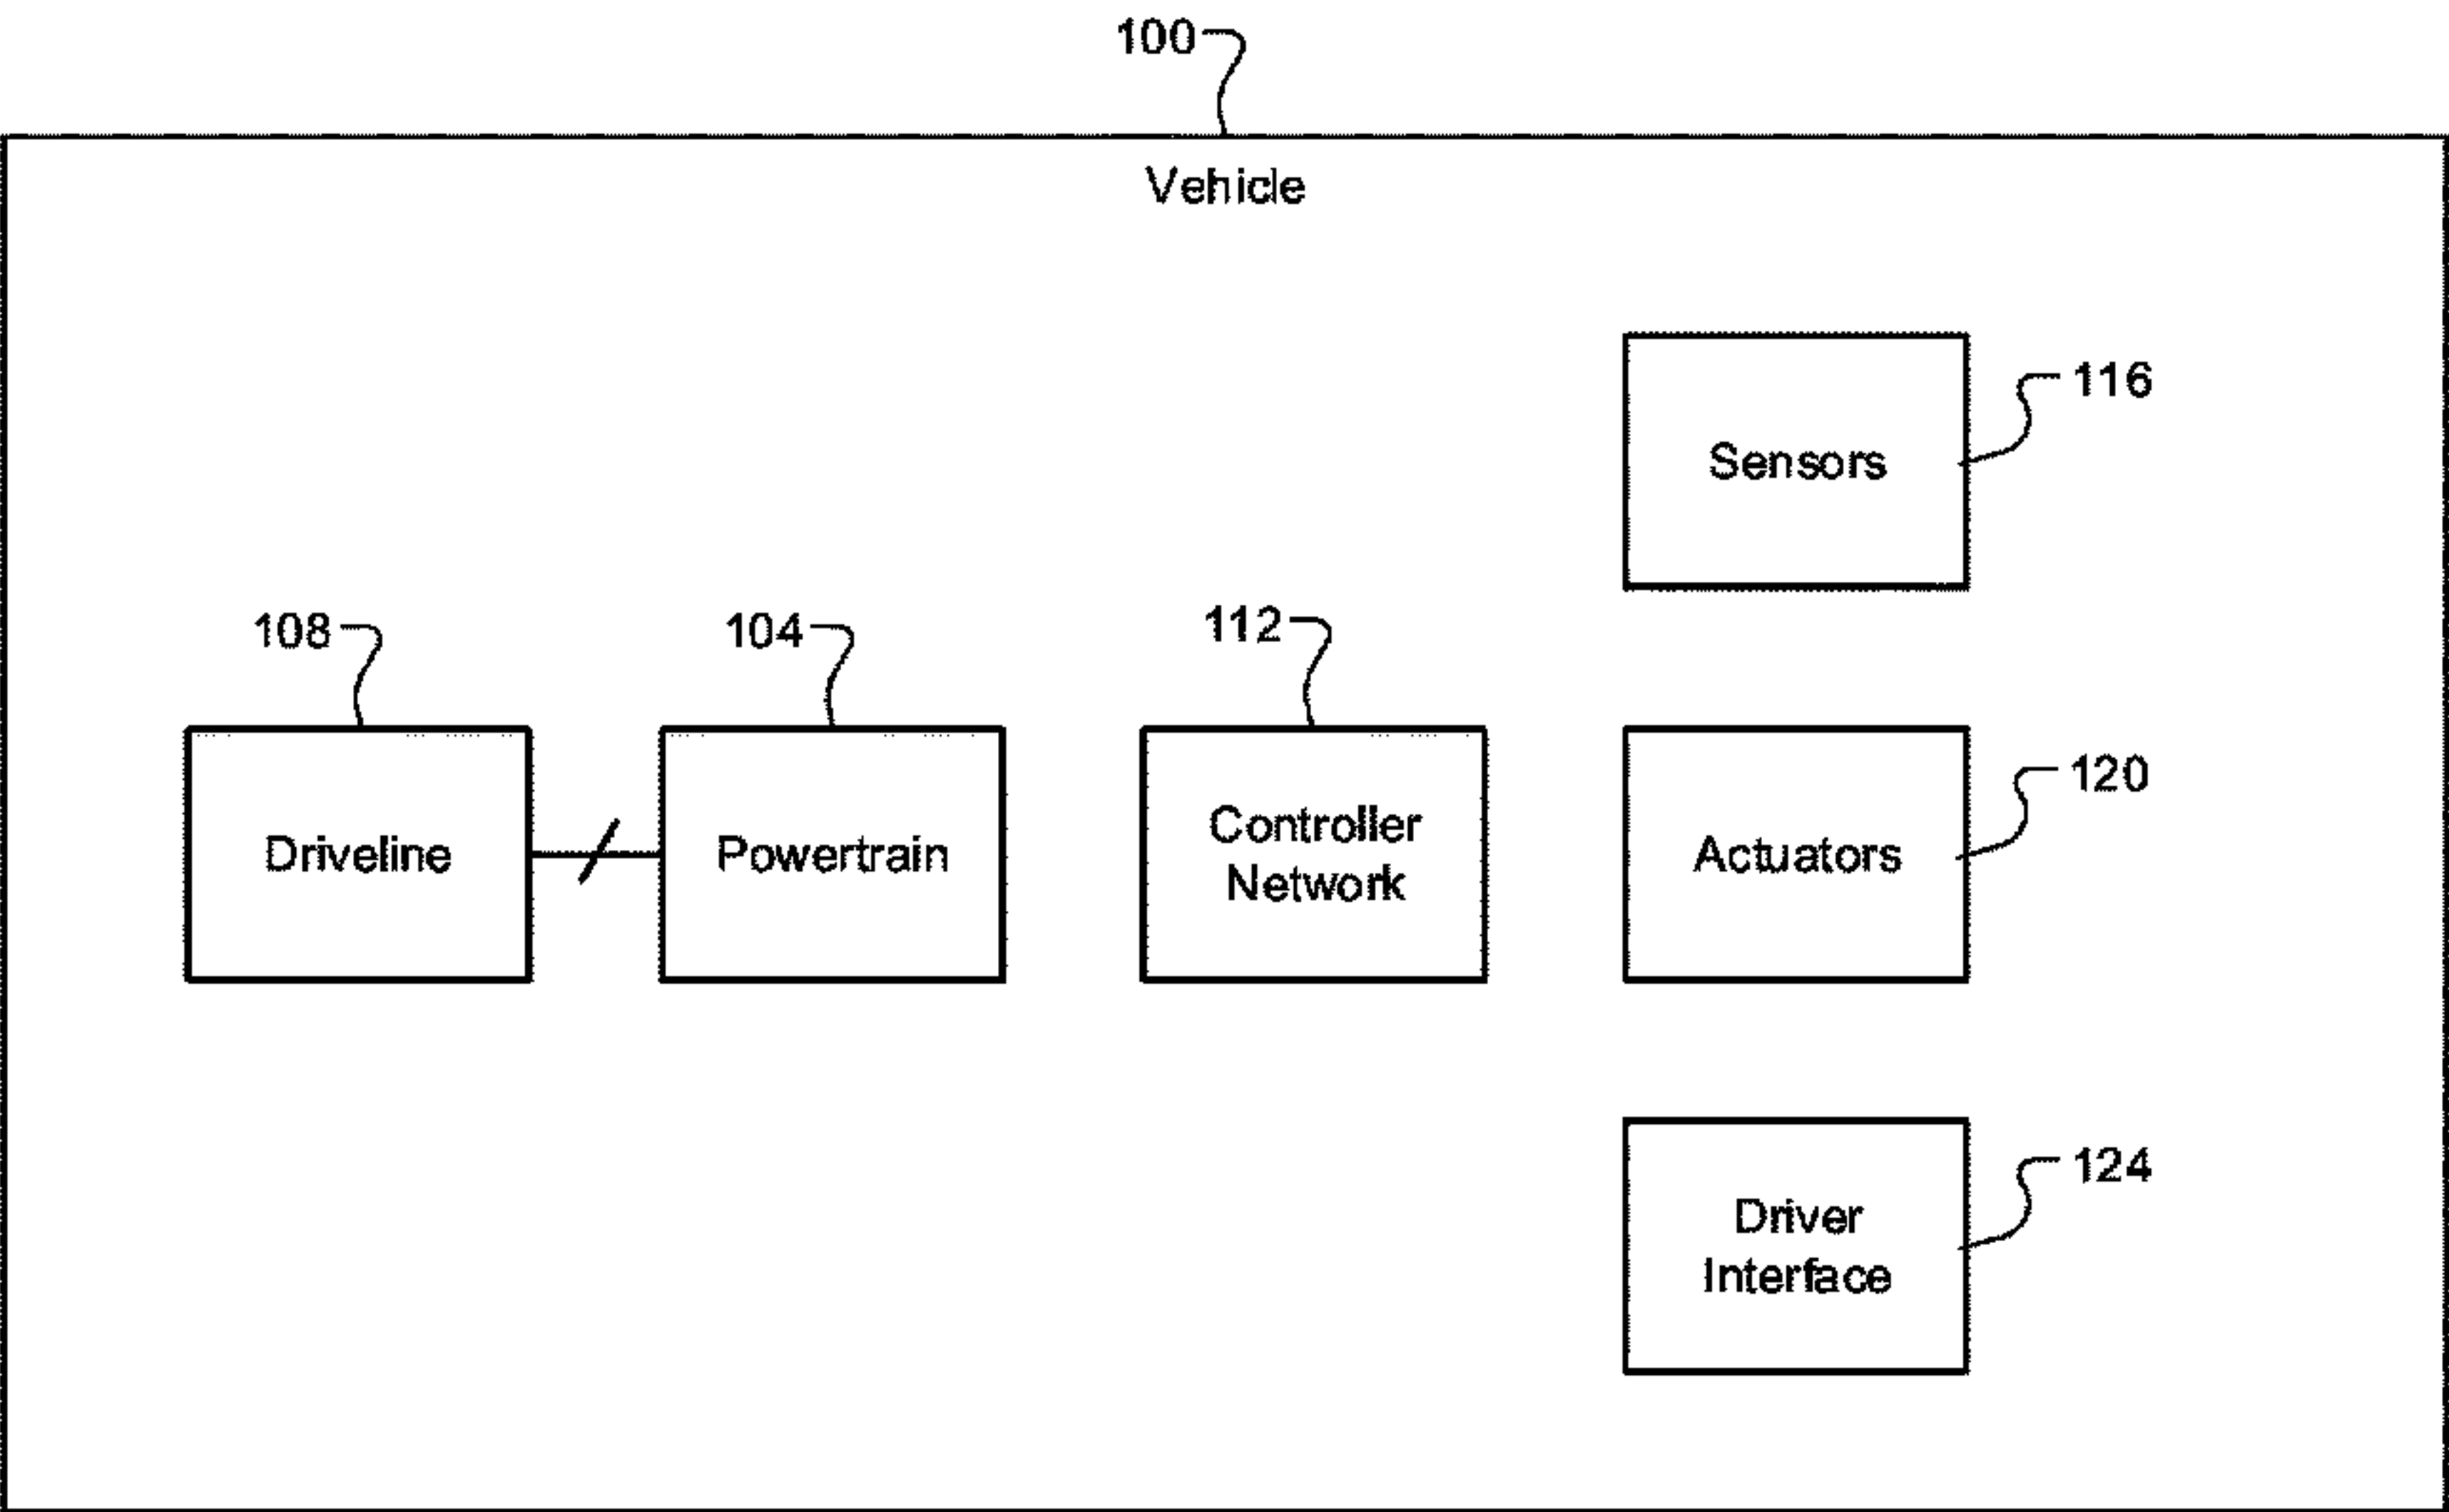 100
Vehicle
Sensors
116
108
104
112
Driveline
Powertrain
Controller
Network
Actuators
120
Driver
Interface
124